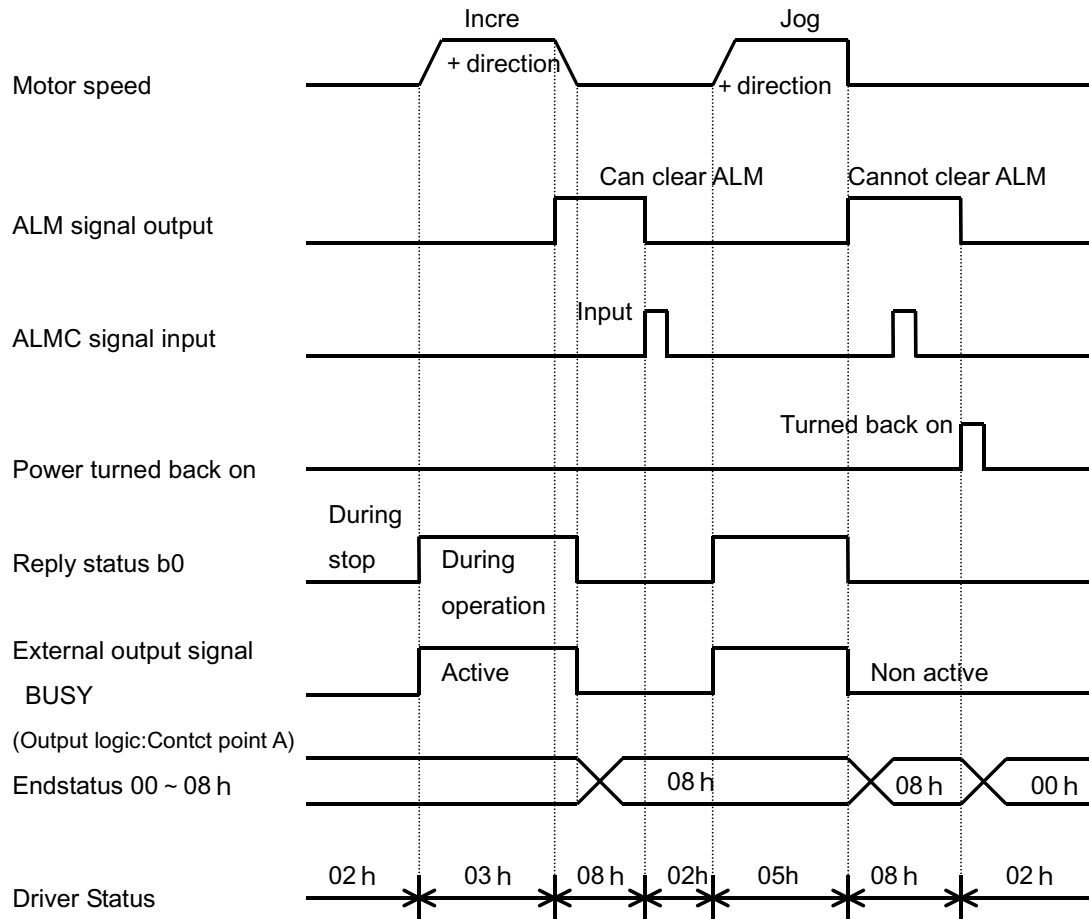 Incre
Jog
+ direction
Motor speed
+ direction
Can clear ALM
Cannot clear ALM
ALM signal output
Input
ALMC signal input
Turned back on
Power turned back on
During
stop
Reply status b0
During
operation
External output signal
BUSY
Active
Non active
(Output logic:Contct point A)
Endstatus 00 ~ 08 h
08 h
08 h
00 h
Driver Status
02 h
03 h
08 h
02h
05h
08 h
02 h